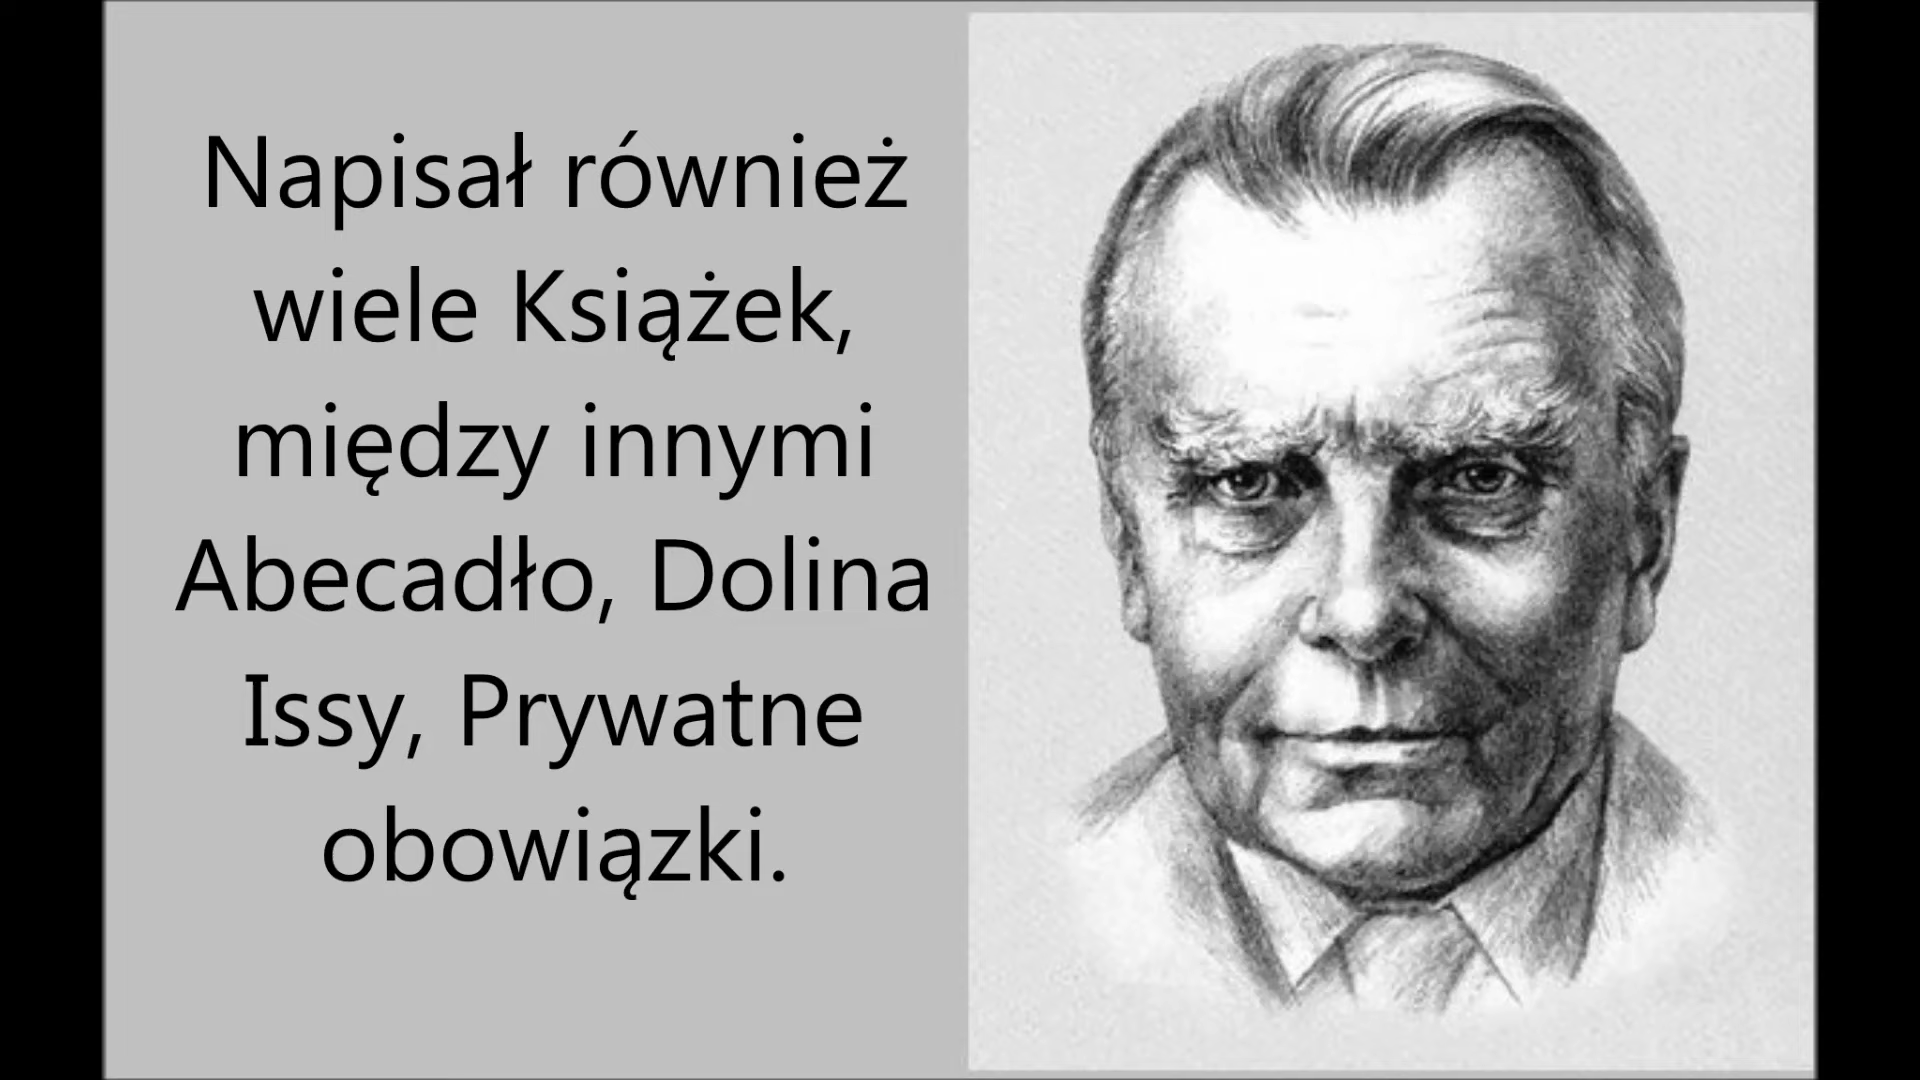 Napisał również
wiele Książek,
między innymi
Abecadło, Dolina
Issy, Prywatne
obowiązki.